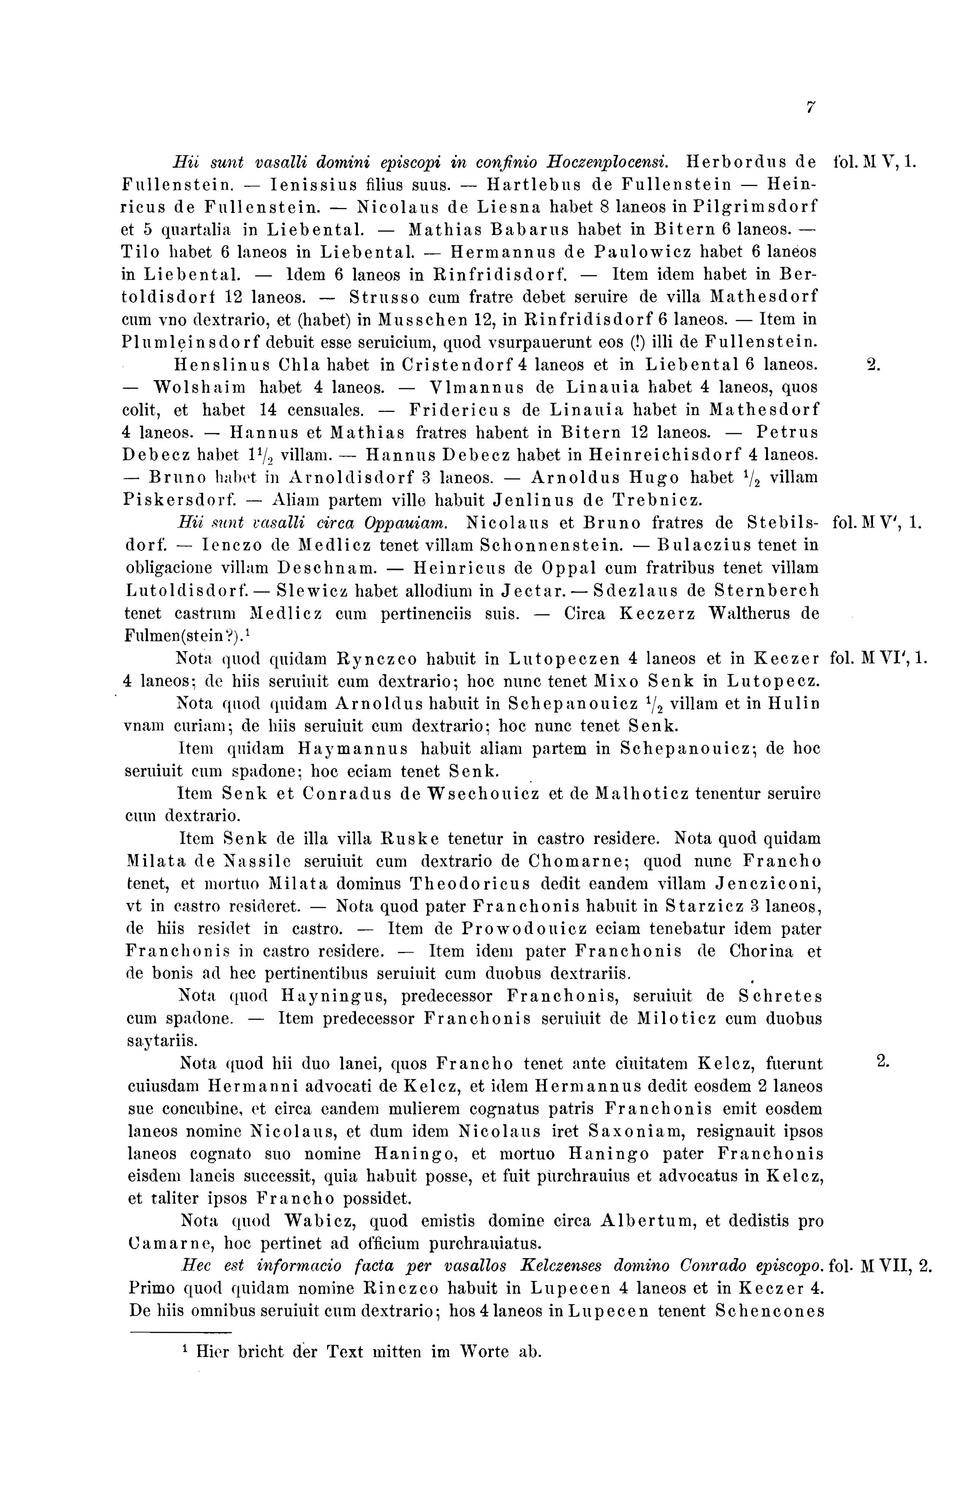 7
Hii sunt vasalli domini episcopi in confinio Hoczenplocensi. Herbordus de fol. M V, 1.
Fullenstein. — Ienissius filius suus. — Hartlebus de Fullenstein — Hein-
ricus de Fullenstein. — Nicolaus de Liesna habet 8 laneos in Pilgrimsdorf
et 5 quartalia in Liebental. — Mathias Babarus habet in Bitern 6 laneos. —
Tilo habet 6 laneos in Liebental. — Hermannus de Paulowicz habet 6 laneos
in Liebental. — Idem 6 laneos in Rinfridisdorf. — Item idem habet in Ber-
toldisdorf 12 laneos. — Strusso cum fratre debet seruire de villa Mathesdorf
cum vno dextrario, et (habet) in Musschen 12, in Rinfridisdorf 6 laneos. — Item in
Plumleinsdorf debuit esse seruicium, quod vsurpauerunt eos (!) illi de Fullenstein.
Henslinus Chla habet in Cristendorf 4 laneos et in Liebental 6 laneos. 2.
— Wolshaim habet 4 laneos. — Vlmannus de Linauia habet 4 laneos, quos
colit, et habet 14 censuales. — Fridericus de Linauia habet in Mathesdorf
4 laneos. — Hannus et Mathias fratres habent in Bitern 12 laneos. — Petrus
Debecz habet 1 1/2 villam. — Hannus Debecz habet in Heinreichisdorf 4 laneos.
— Bruno habet in Arnoldisdorf 3 laneos. — Arnoldus Hugo habet 1/2 villam
Piskersdorf. — Aliam partem ville habuit Jenlinus de Trebnicz.
Hii sunt vasalli circa Oppauiam. Nicolaus et Bruno fratres de Stebils- fol. M V', 1.
dorf. — Ienczo de Medlicz tenet villam Schonnenstein. — Bulaczius tenet in
obligacione villam Deschnam. — Heinricus de Oppal cum fratribus tenet villam
Lutoldisdorf. — Slewicz habet allodium in Jectar. — Sdezlaus de Sternberch
tenet castrum Medlicz cum pertinenciis suis. — Circa Keczerz Waltherus de
Fulmen(stein?).¹
Nota quod quidam Rynczco habuit in Lutopeczen 4 laneos et in Keczer fol. M VI', 1.
4 laneos; de hiis seruiuit cum dextrario; hoc nunc tenet Mixo Senk in Lutopecz.
Nota quod quidam Arnoldus habuit in Schepanouicz 1/2 villam et in Hulin
vnam curiam; de hiis seruiuit cum dextrario; hoc nunc tenet Senk.
Item quidam Haymannus habuit aliam partem in Schepanouicz; de hoc
seruiuit cum spadone; hoc eciam tenet Senk.
Item Senk et Conradus de Wsechouicz et de Malhoticz tenentur seruire
cum dextrario.
Item Senk de illa villa Ruske tenetur in castro residere. Nota quod quidam
Milata de Nassile seruiuit cum dextrario de Chomarne; quod nunc Francho
tenet, et mortuo Milata dominus Theodoricus dedit eandem villam Jencziconi,
vt in castro resideret. — Nota quod pater Franchonis habuit in Starzicz 3 laneos,
de hiis residet in castro. — Item de Prowodouicz eciam tenebatur idem pater
Franchonis in castro residere. — Item idem pater Franchonis de Chorina et
de bonis ad hec pertinentibus seruiuit cum duobus dextrariis.
Nota quod Hayningus, predecessor Franchonis, seruiuit de Schretes
cum spadone. — Item predecessor Franchonis seruiuit de Miloticz cum duobus
saytariis.
Nota quod hii duo lanei, quos Francho tenet ante ciuitatem Kelcz, fuerunt 2.
cuiusdam Hermanni advocati de Kelcz, et idem Hermannus dedit eosdem 2 laneos
sue concubine, et circa eandem mulierem cognatus patris Franchonis emit eosdem
laneos nomine Nicolaus, et dum idem Nicolaus iret Saxoniam, resignauit ipsos
laneos cognato suo nomine Haningo, et mortuo Haningo pater Franchonis
eisdem laneis successit, quia habuit posse, et fuit purchrauius et advocatus in Kelcz,
et taliter ipsos Francho possidet.
Nota quod Wabicz, quod emistis domine circa Albertum, et dedistis pro
Camarne, hoc pertinet ad officium purchrauiatus.
Hec est informacio facta per vasallos Kelczenses domino Conrado episcopo. fol. M VII, 2.
Primo quod quidam nomine Rinczco habuit in Lupecen 4 laneos et in Keczer 4.
De hiis omnibus seruiuit cum dextrario; hos 4 laneos in Lupecen tenent Schencones
¹ Hier bricht der Text mitten im Worte ab.